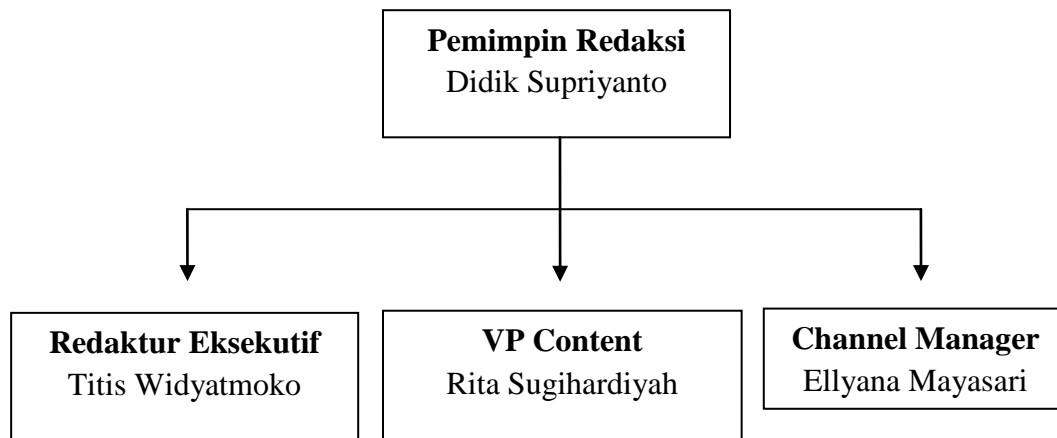 Pemimpin Redaksi
Didik Supriyanto
Redaktur Eksekutif
Titis Widyatmoko
VP Content
Rita Sugihardiyah
Channel Manager
Ellyana Mayasari